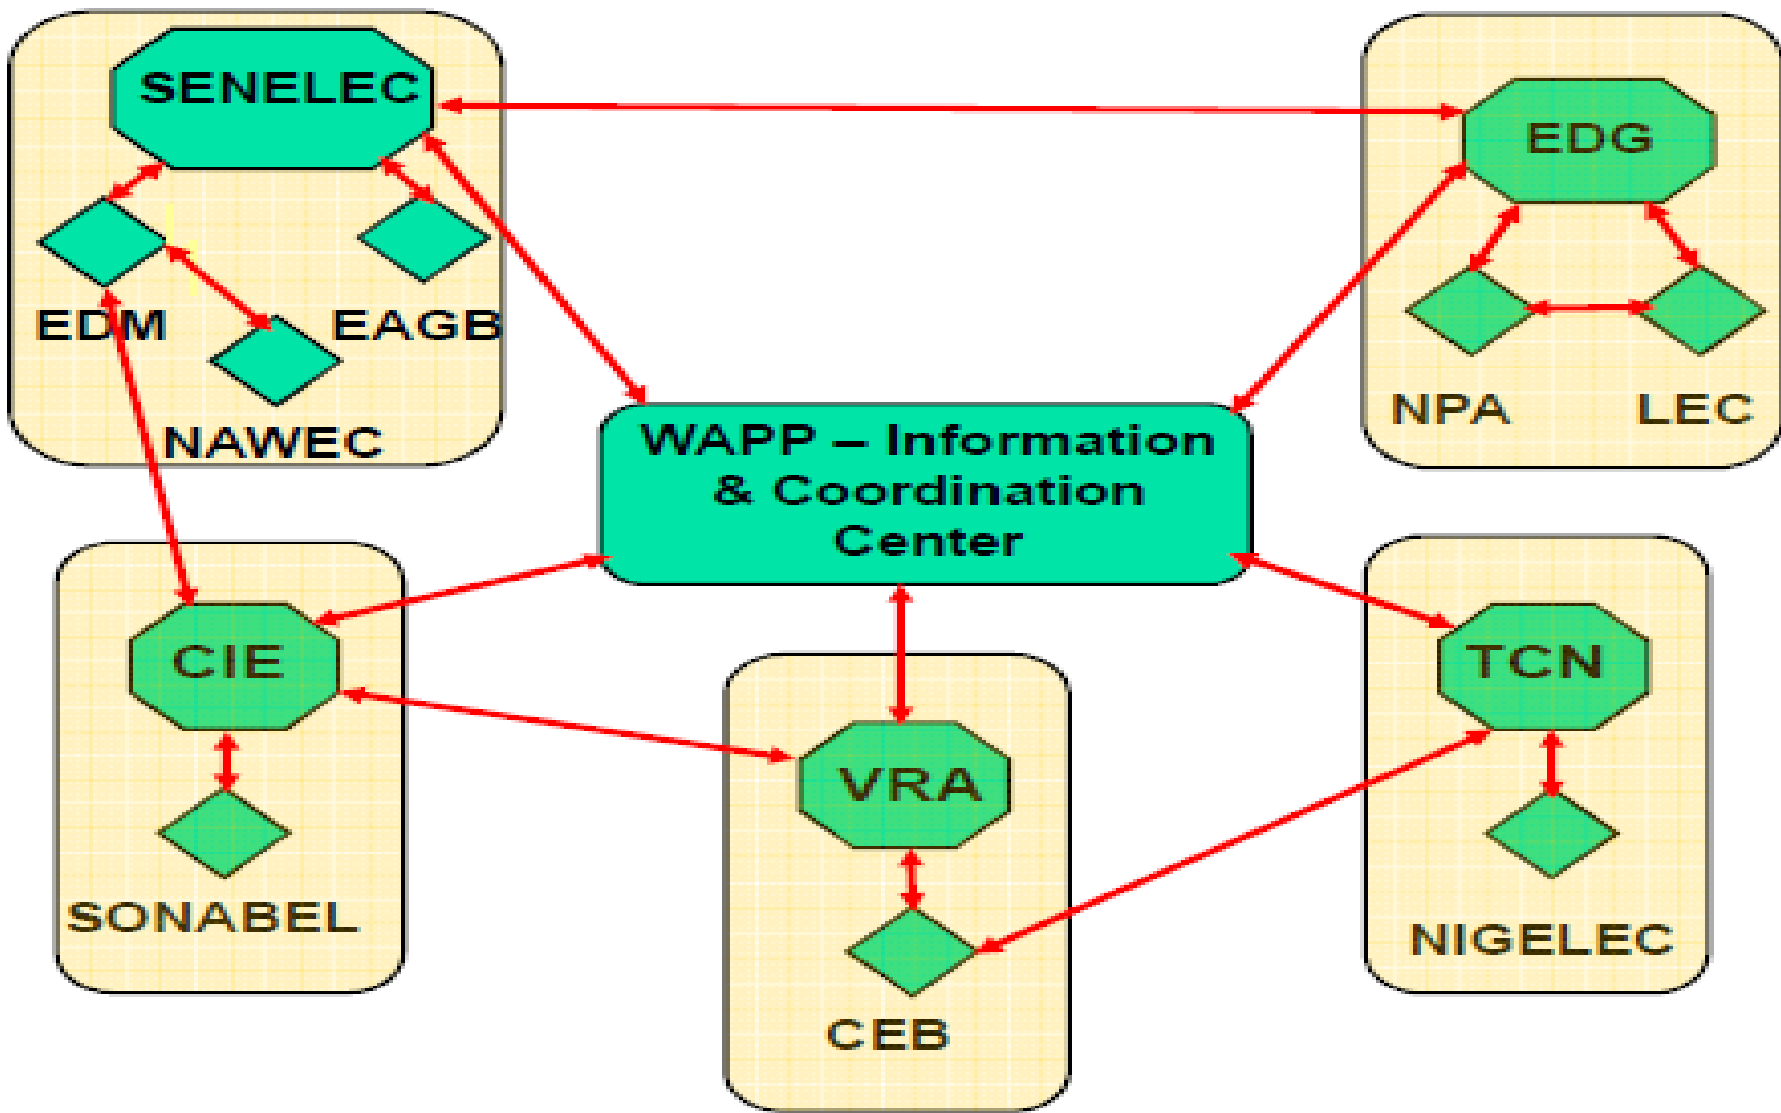 SENELEC
EDG
EDM
EAGB
NAWEC
NPA
LEC
WAPP – Information
& Coordination
Center
CIE
TCN
VRA
SONABEL
NIGELEC
CEB